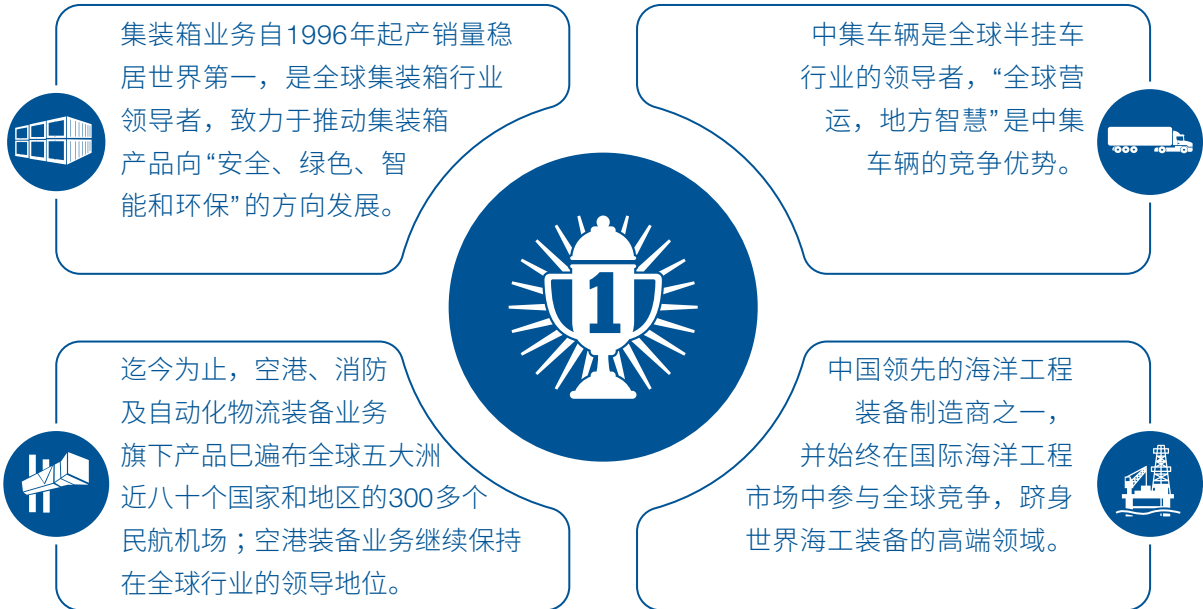 集装箱业务自1996年起产销量稳
居世界第一，是全球集装箱行业
领导者，致力于推动集装箱
产品向“安全、绿色、智
能和环保”的方向发展。
中集车辆是全球半挂车
行业的领导者，“全球营
运，地方智慧”是中集
车辆的竞争优势。
1
迄今为止，空港、消防
及自动化物流装备业务
旗下产品巳遍布全球五大洲
近八十个国家和地区的300多个
民航机场；空港装备业务继续保持
在全球行业的领导地位。
中国领先的海洋工程
装备制造商之一，
并始终在国际海洋工程
市场中参与全球竞争，跻身
世界海工装备的高端领域。